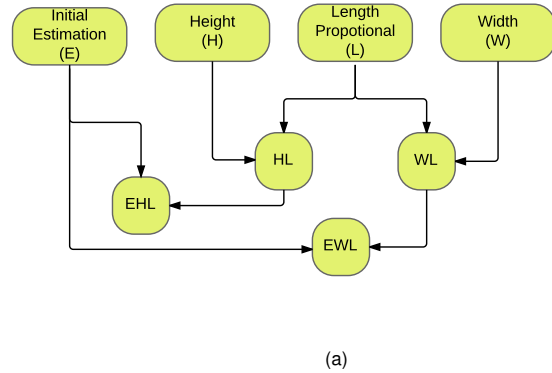 Initial
Estimation
(E)
Height
(H)
Length
Propotional
(L)
Width
(W)
HL
WL
EHL
EWL
(a)